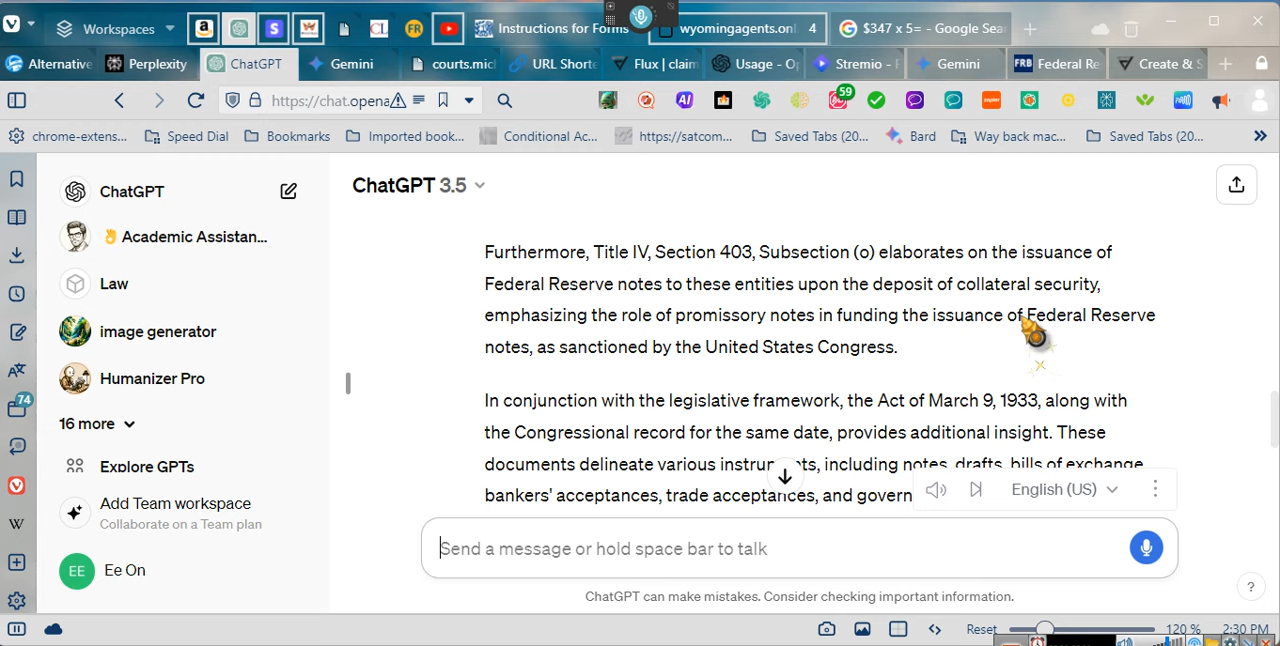 Workspaces
Instructions for Forms
wyomingagents.onl
4
$347 x 5= - Google Sea
Alternative
Perplexity
ChatGPT
Gemini
courts.mic
URL Shorte
Flux | claim
Usage - Op
Stremio - F
Gemini
FRB Federal Re
Create & S
https://chat.opena
59
chrome-extens...
Speed Dial
Bookmarks
Imported book...
Conditional Ac...
https://satcom...
Saved Tabs (20...
Bard
Way back mac...
Saved Tabs (20...
ChatGPT
👌 Academic Assistan...
Law
image generator
Humanizer Pro
16 more
Explore GPTs
Add Team workspace
Collaborate on a Team plan
EE Ee On
74
W
ChatGPT 3.5
Furthermore, Title IV, Section 403, Subsection (o) elaborates on the issuance of
Federal Reserve notes to these entities upon the deposit of collateral security,
emphasizing the role of promissory notes in funding the issuance of Federal Reserve
notes, as sanctioned by the United States Congress.
In conjunction with the legislative framework, the Act of March 9, 1933, along with
the Congressional record for the same date, provides additional insight. These
documents delineate various instruments, including notes, drafts, bills of exchange,
bankers' acceptances, trade acceptances, and govern
English (US)
Send a message or hold space bar to talk
ChatGPT can make mistakes. Consider checking important information.
?
Reset
120 %
2:30 PM